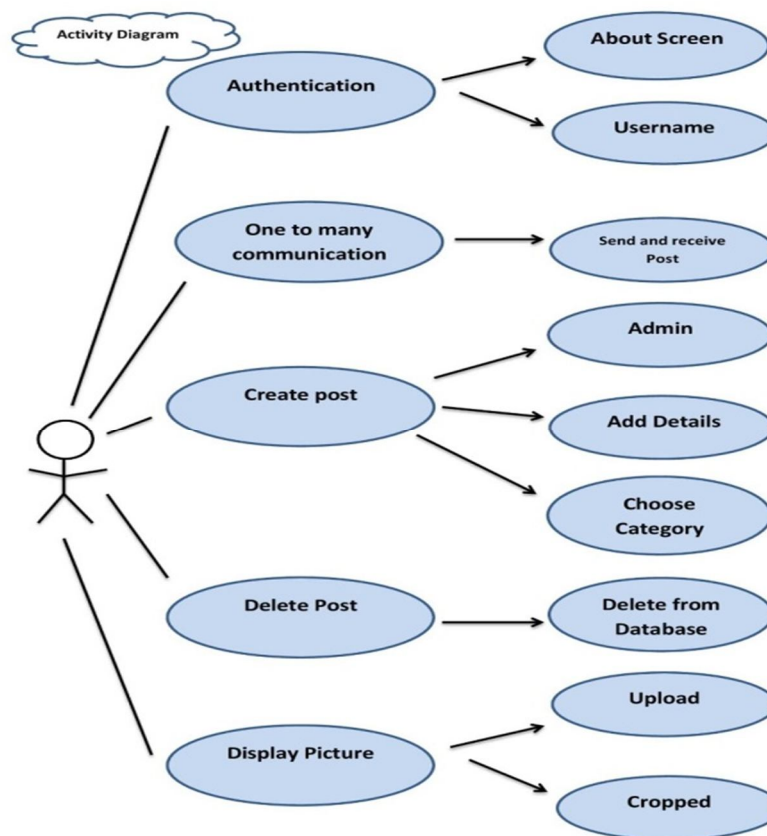 Activity Diagram
About Screen
Authentication
Username
One to many
communication
Send and receive
Post
Admin
Create post
Add Details
Choose
Category
Delete Post
Delete from
Database
Upload
Display Picture
Cropped